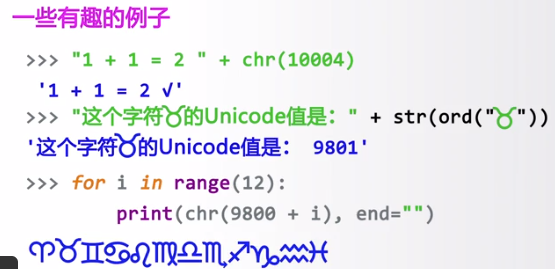 一些有趣的例子
>>> "1 + 1 = 2 " + chr(10004)
'1 + 1 = 2 √'
>>> "这个字符♉的Unicode值是：" + str(ord("♉"))
'这个字符♉的Unicode值是： 9801'
>>> for i in range(12):
print(chr(9800 + i), end="")
♈♉♊♋♌♍♎♏♐♑♒♓